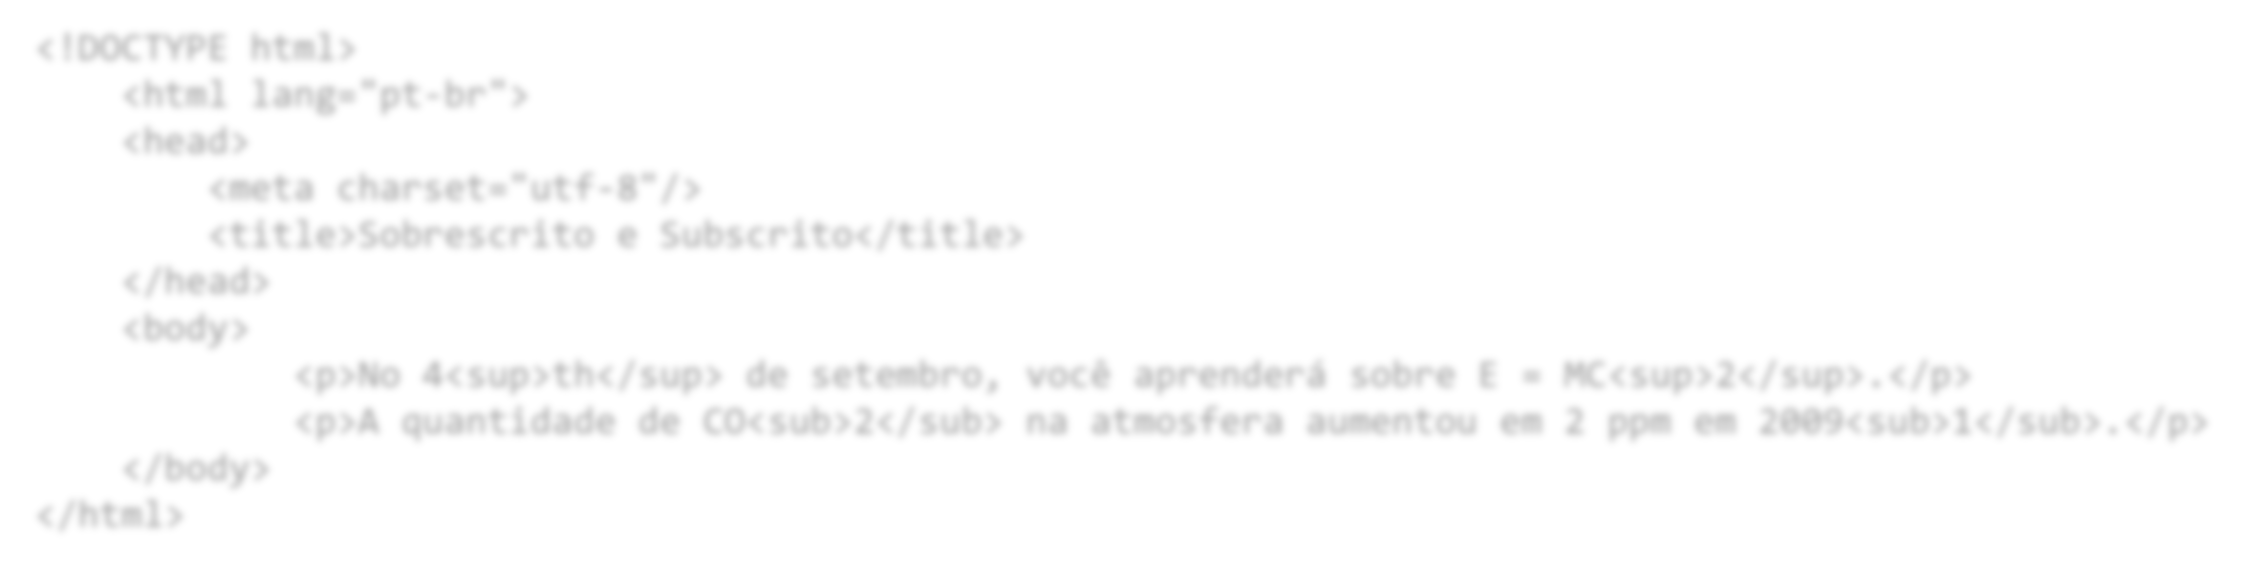 <!DOCTYPE html>
<html lang="pt-br">
<head>
<meta charset="utf-8"/>
<title>Sobrescrito e Subscrito</title>
</head>
<body>
<p>No 4<sup>th</sup> de setembro, você aprenderá sobre E = MC<sup>2</sup>.</p>
<p>A quantidade de CO<sub>2</sub> na atmosfera aumentou em 2 ppm em 2009<sub>1</sub>.</p>
</body>
</html>